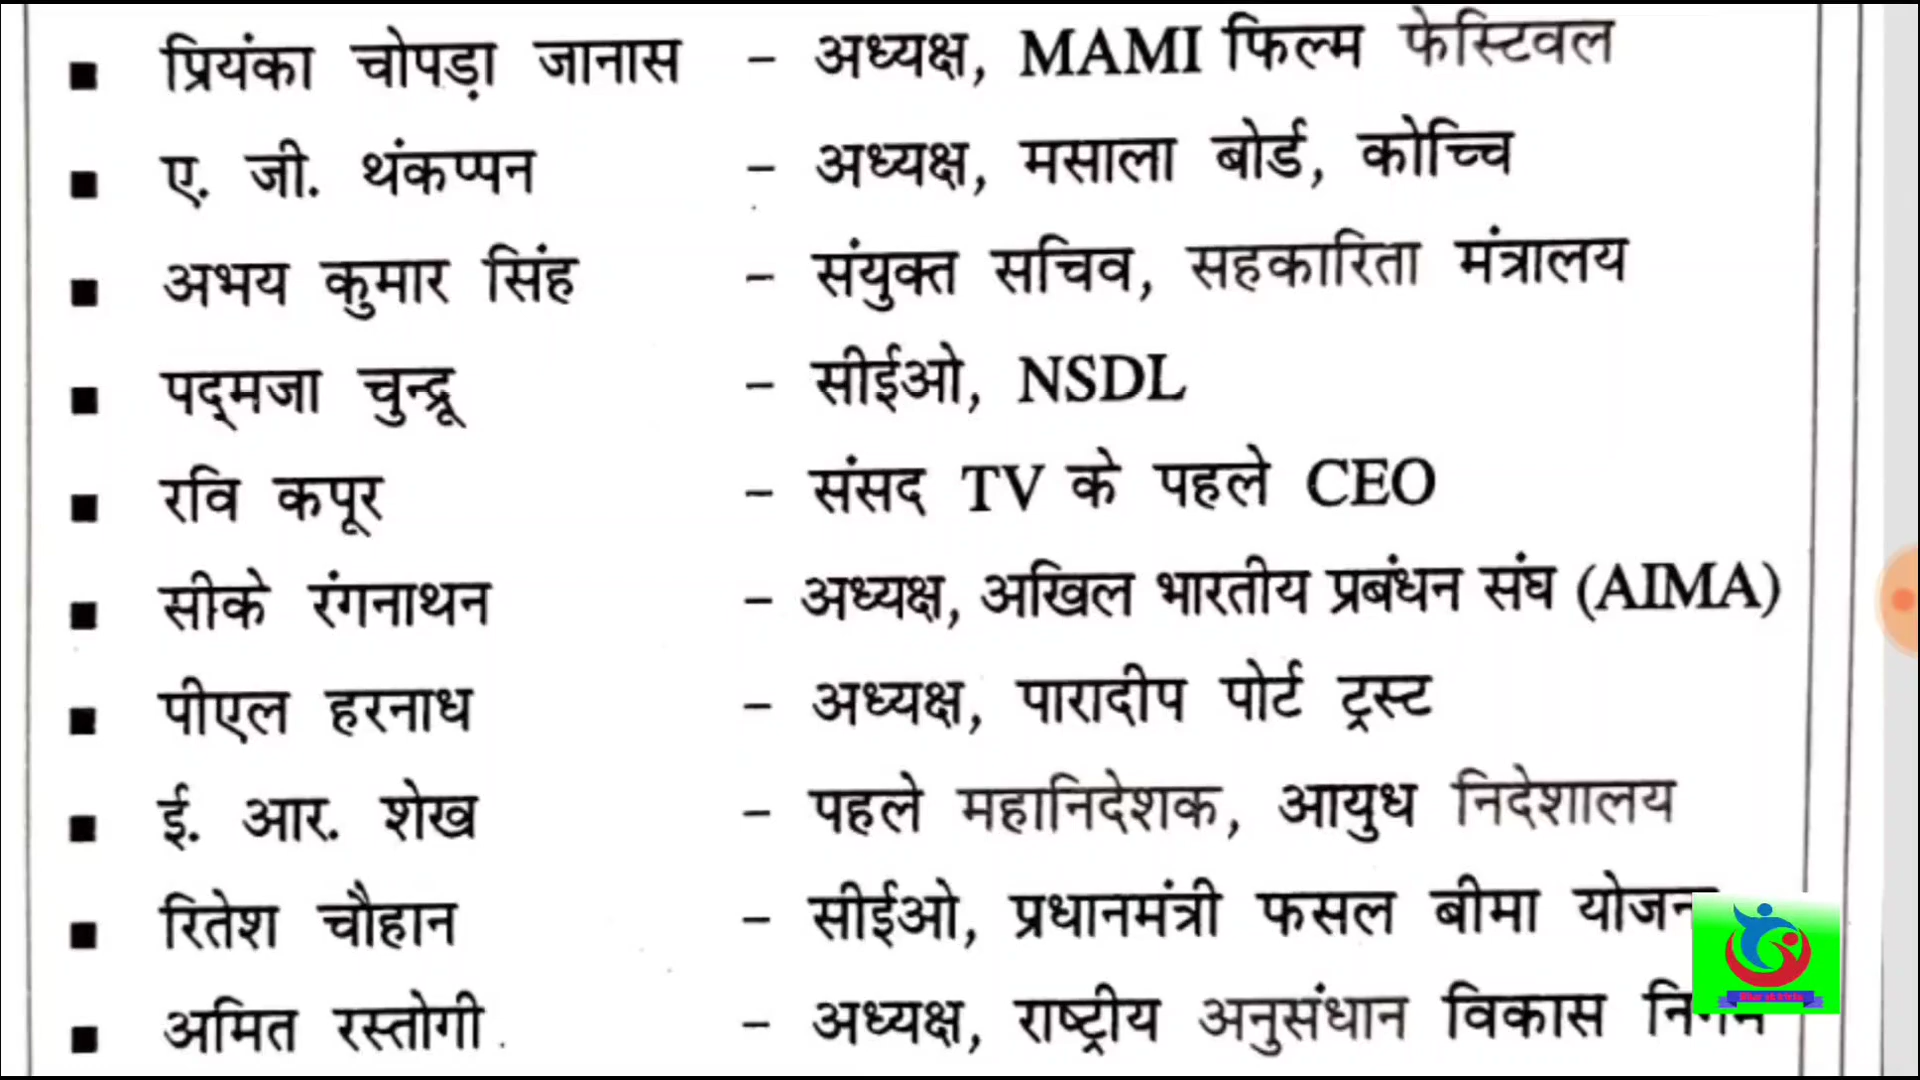 ▪ प्रियंका चोपड़ा जानास – अध्यक्ष, MAMI फिल्म फेस्टिवल
▪ ए. जी. थंकप्पन – अध्यक्ष, मसाला बोर्ड, कोच्चि
▪ अभय कुमार सिंह – संयुक्त सचिव, सहकारिता मंत्रालय
▪ पद्मजा चुन्द्रू – सीईओ, NSDL
▪ रवि कपूर – संसद TV के पहले CEO
▪ सीके रंगनाथन – अध्यक्ष, अखिल भारतीय प्रबंधन संघ (AIMA)
▪ पीएल हरनाध – अध्यक्ष, पारादीप पोर्ट ट्रस्ट
▪ ई. आर. शेख – पहले महानिदेशक, आयुध निदेशालय
▪ रितेश चौहान – सीईओ, प्रधानमंत्री फसल बीमा योजना
▪ अमित रस्तोगी – अध्यक्ष, राष्ट्रीय अनुसंधान विकास निगम